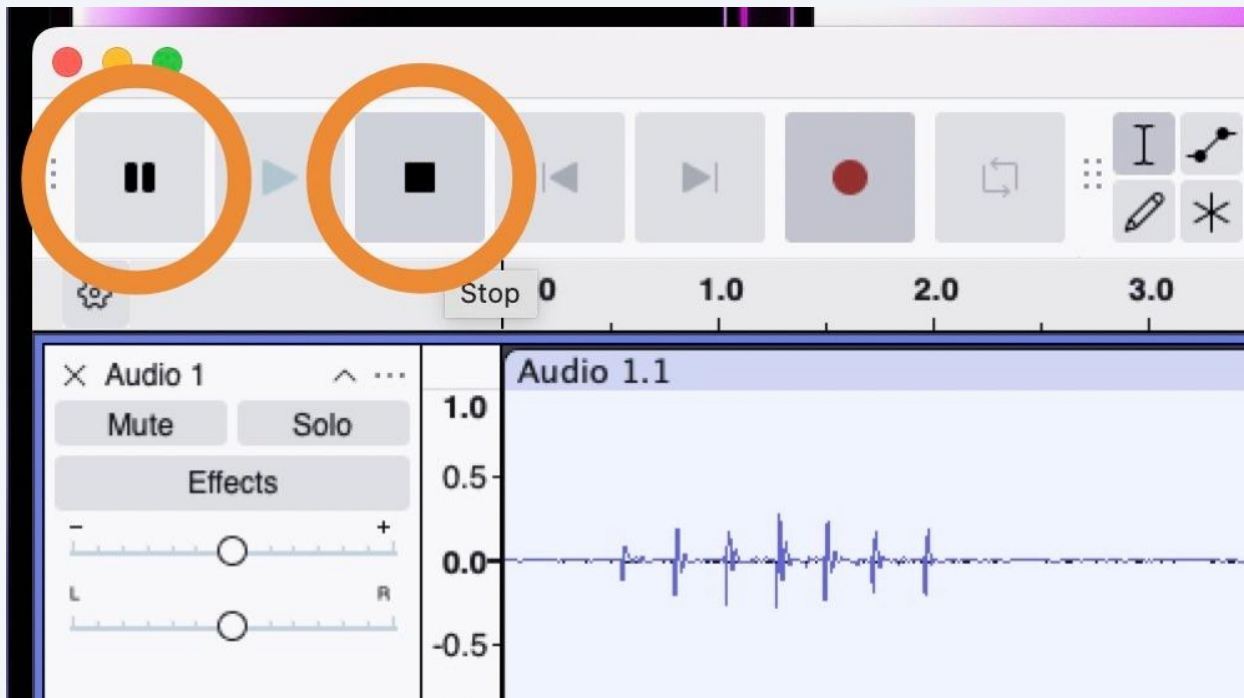 Stop 0 1.0 2.0 3.0
Audio 1
Audio 1.1
Mute Solo
Effects
- +
L R
1.0
0.5
0.0
-0.5